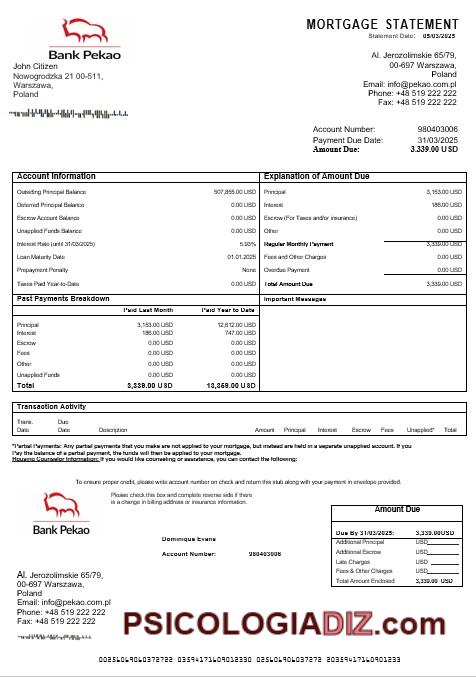 MORTGAGE STATEMENT
Statement Date: 05/03/2025
Bank Pekao
John Citizen
Nowogrodzka 21 00-511,
Warszawa,
Poland
Al. Jerozolimskie 65/79,
00-697 Warszawa,
Poland
Email: info@pekao.com.pl
Phone: +48 519 222 222
Fax: +48 519 222 222
Account Number: 980403006
Payment Due Date: 31/03/2025
Amount Due: 3.339.00 USD
Account Information
Outsiding Principal Balance 507,855.00 USD
Deferred Principal Balance 0.00 USD
Escrow Account Balance 0.00 USD
Unapplied Funds Balance 0.00 USD
Interest Rate (until 31/03/2025) 5.93%
Loan Maturity Date 01.01.2025
Prepayment Penalty None
Taxes Paid Year-to-Date 0.00 USD
Explanation of Amount Due
Principal 3,153.00 USD
Interest 186.00 USD
Escrow (For Taxes and/or insurance) 0.00 USD
Other 0.00 USD
Regular Monthly Payment 3,339.00 USD
Fees and Other Charges 0.00 USD
Overdue Payment 0.00 USD
Total Amount Due 3,339.00 USD
Past Payments Breakdown
Paid Last Month Paid Year to Date
Principal 3,153.00 USD 12,612.00 USD
Interest 186.00 USD 747.00 USD
Escrow 0.00 USD 0.00 USD
Fees 0.00 USD 0.00 USD
Other 0.00 USD 0.00 USD
Unapplied Funds 0.00 USD 0.00 USD
Total 3,339.00 USD 13,359.00 USD
Important Messages
Transaction Activity
Trans. Date Due Date Description Amount Principal Interest Escrow Fees Unapplied* Total
*Partial Payments: Any partial payments that you make are not applied to your mortgage, but instead are held in a separate unapplied account. If you
Pay the balance of a partial payment, the funds will then be applied to your mortgage.
Housing Counselor Information: If you would like counseling or assistance, you can contact the following:
To ensure proper credit, please write account number on check and return this stub along with your payment in envelope provided.
Bank Pekao
Please check this box and complete reverse side if there
is a change in billing address or insurance information.
Dominique Evans
Account Number: 980403006
Amount Due
Due By 31/03/2025: 3,339.00USD
Additional Principal USD
Additional Escrow USD
Late Charges USD
Fees & Other Charges USD
Total Amount Enclosed 3,339.00 USD
Al. Jerozolimskie 65/79,
00-697 Warszawa,
Poland
Email: info@pekao.com.pl
Phone: +48 519 222 222
Fax: +48 519 222 222
PSICOLOGIADIZ.com